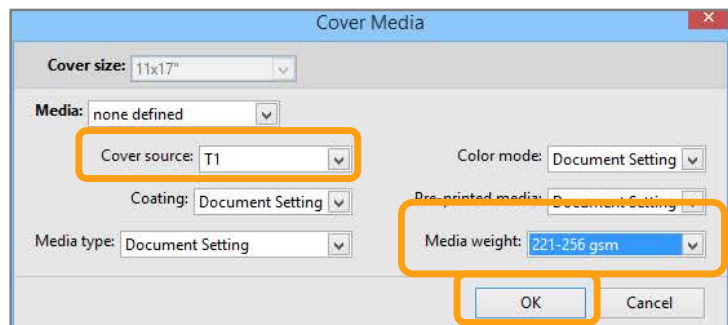 Cover Media
Cover size: 11x17"
Media: none defined
Cover source: T1 Color mode: Document Setting
Coating: Document Setting Pre-printed media: Document Setting
Media type: Document Setting Media weight: 221-256 gsm
OK Cancel